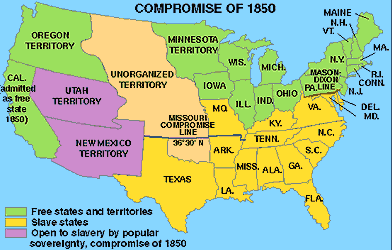 COMPROMISE OF 1850
OREGON
TERRITORY
MINNESOTA
TERRITORY
MAINE
N.H.
VT.
MA.
N.Y.
R.I.
CONN.
N.J.
WIS.
MICH.
CAL.
(admitted
as free
state
1850)
UNORGANIZED
TERRITORY
UTAH
TERRITORY
IOWA
ILL.
IND.
OHIO
MASON-
DIXON
PA. LINE
DEL.
MD.
MISSOURI
COMPROMISE
LINE
36°30' N
MO.
KY.
VA.
NEW MEXICO
TERRITORY
ARK.
TENN.
N.C.
S.C.
TEXAS
MISS.
ALA.
GA.
LA.
FLA.
Free states and territories
Slave states
Open to slavery by popular
sovereignty, compromise of 1850